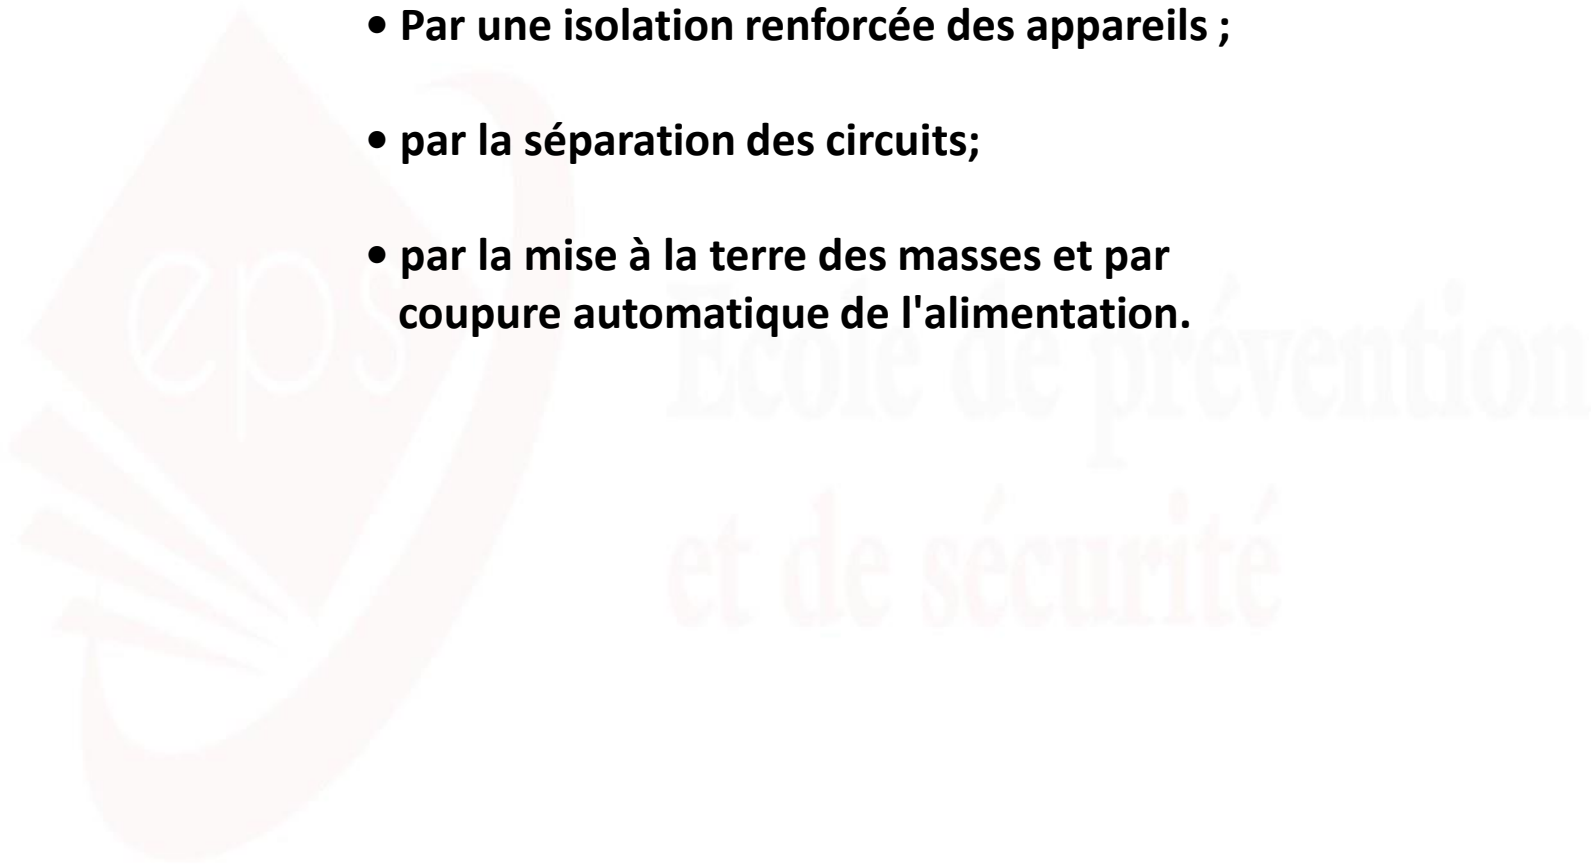 • Par une isolation renforcée des appareils ;
• par la séparation des circuits;
• par la mise à la terre des masses et par
coupure automatique de l'alimentation.
eps
Ecole de prévention
et de sécurité